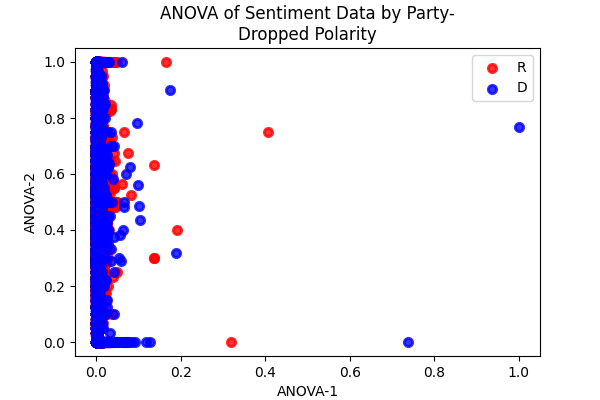 ANOVA of Sentiment Data by Party-
Dropped Polarity
R
D
1.0
0.8
0.6
0.4
0.2
0.0
ANOVA-2
0.0 0.2 0.4 0.6 0.8 1.0
ANOVA-1